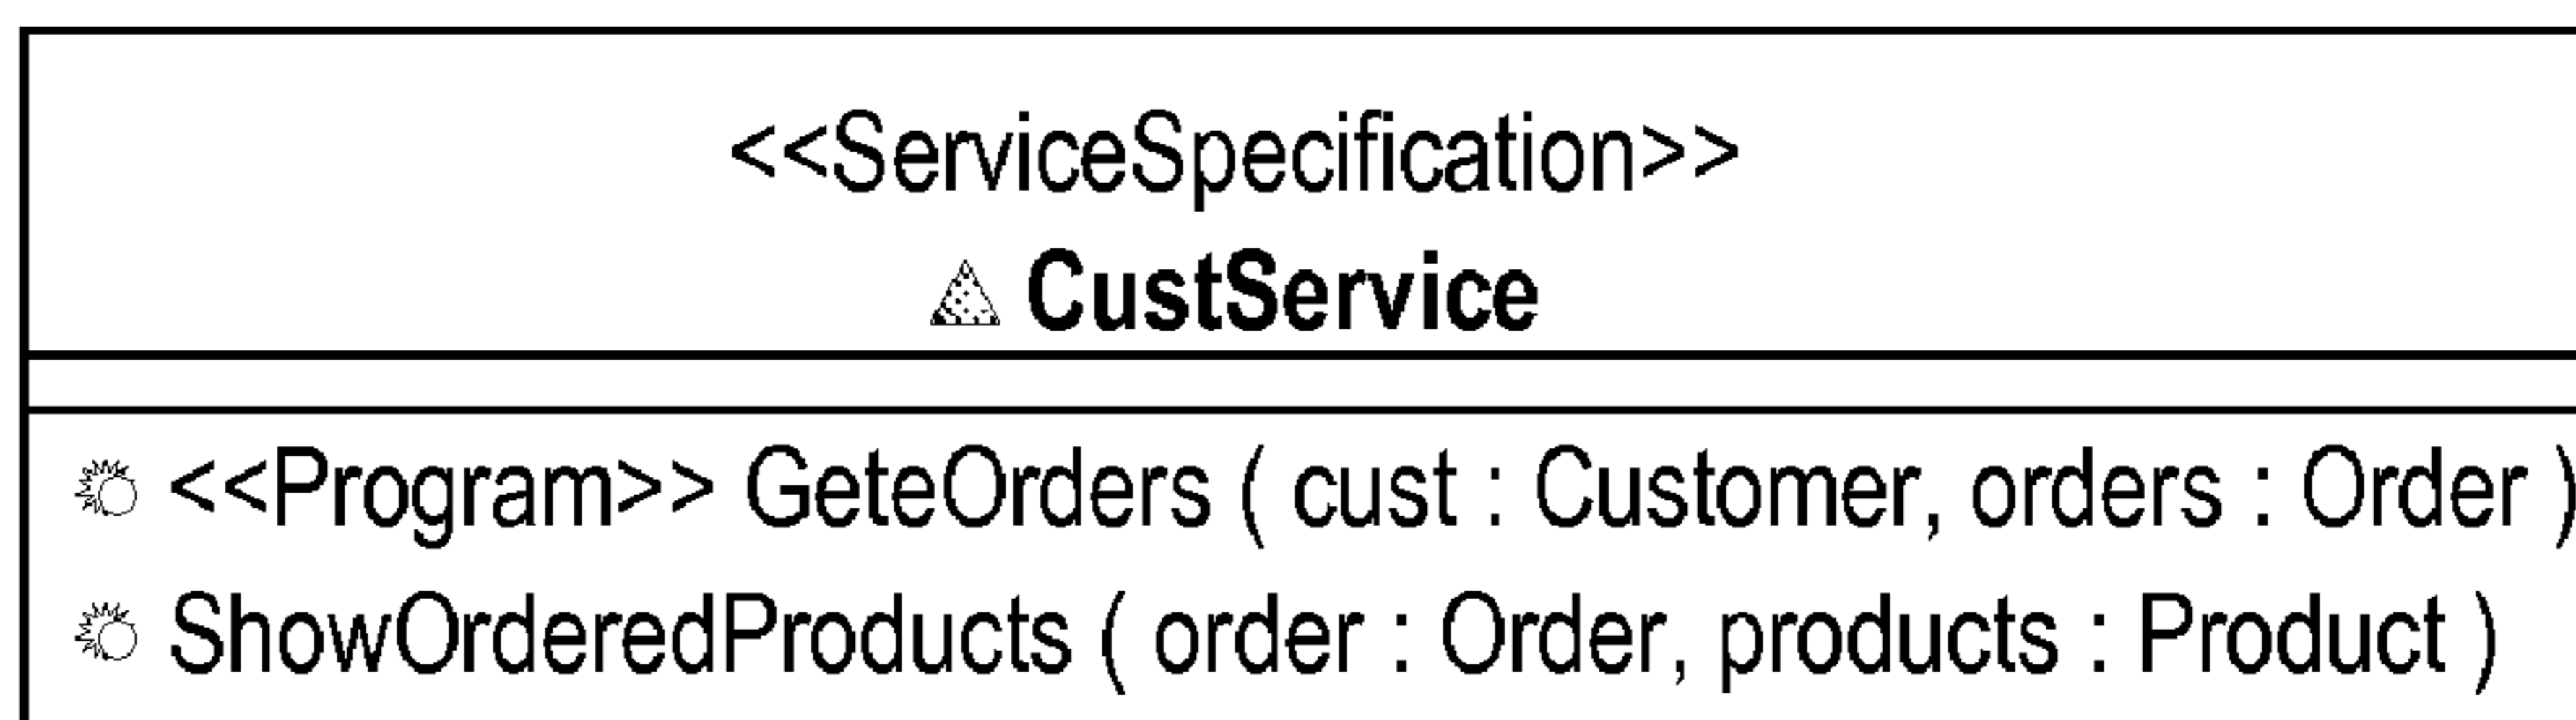 <<ServiceSpecification>>
CustService
<<Program>> GeteOrders ( cust : Customer, orders : Order )
ShowOrderedProducts ( order : Order, products : Product )